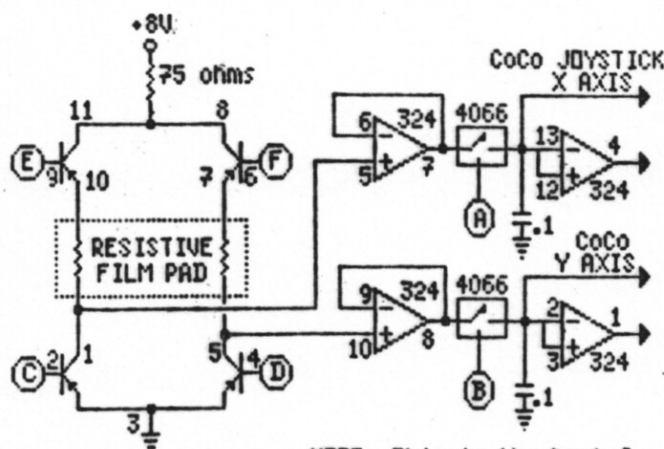 +8V
75 ohms
11
8
E
F
9
10
7
6
RESISTIVE
FILM PAD
C
2
1
5
4
D
3
6
324
5
7
4066
A
CoCo JOYSTICK
X AXIS
13
4
12
324
.1
9
324
10
8
4066
B
CoCo
Y AXIS
2
1
3
324
.1